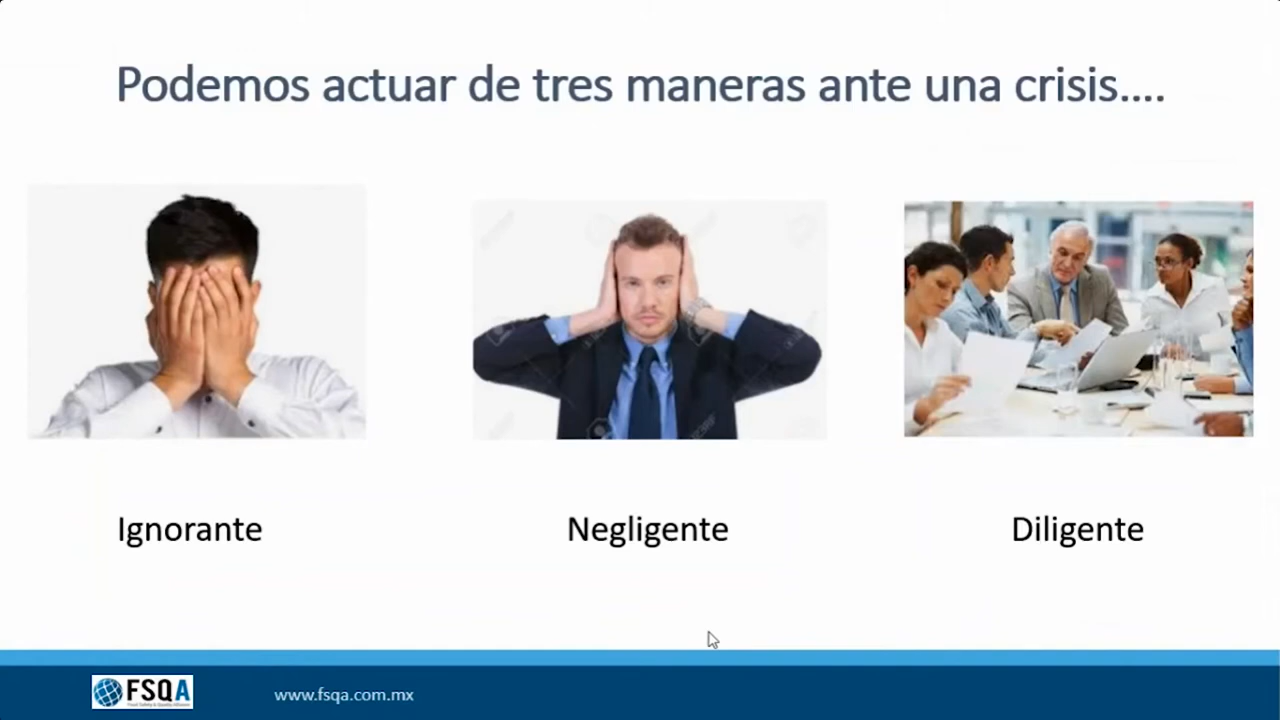 Podemos actuar de tres maneras ante una crisis....
Ignorante
Negligente
Diligente
FSQA
www.fsqa.com.mx